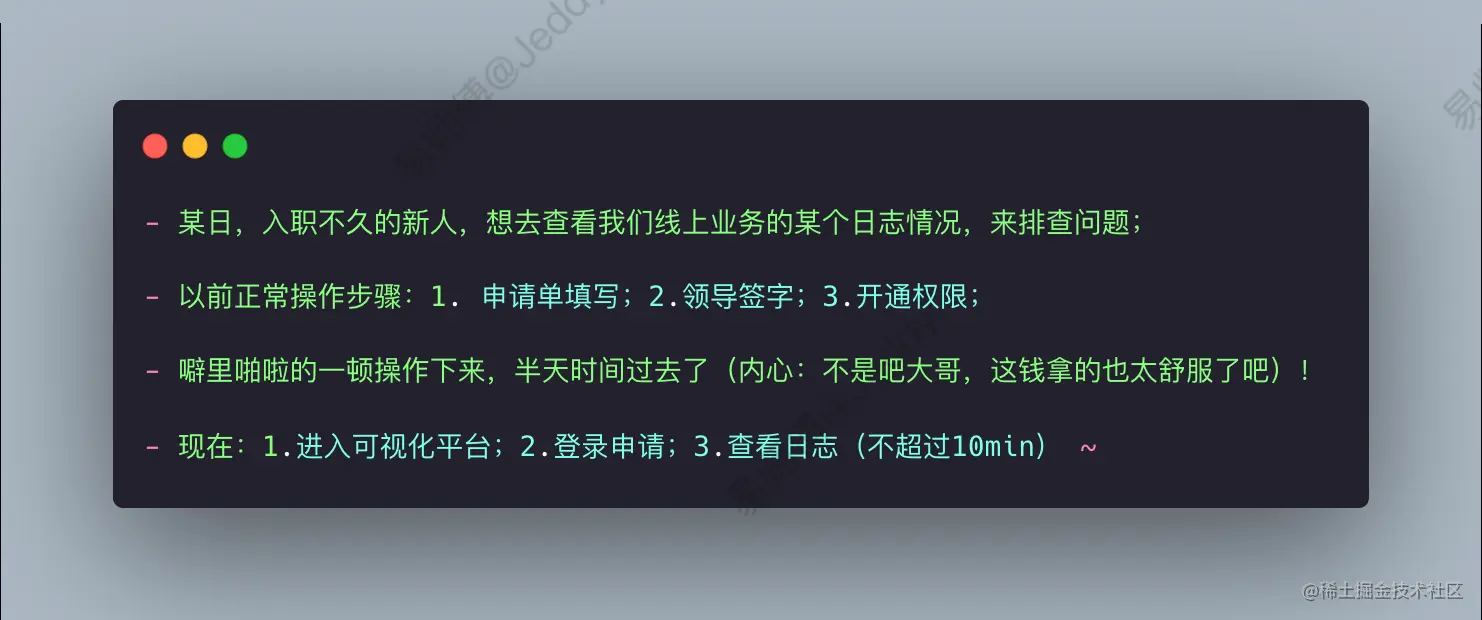 @Jeddy
- 某日，入职不久的新人，想去查看我们线上业务的某个日志情况，来排查问题；
- 以前正常操作步骤：1. 申请单填写；2.领导签字；3.开通权限；
- 噼里啪啦的一顿操作下来，半天时间过去了（内心：不是吧大哥，这钱拿的也太舒服了吧）！
- 现在：1.进入可视化平台；2.登录申请；3.查看日志（不超过10min） ~
@稀土掘金技术社区